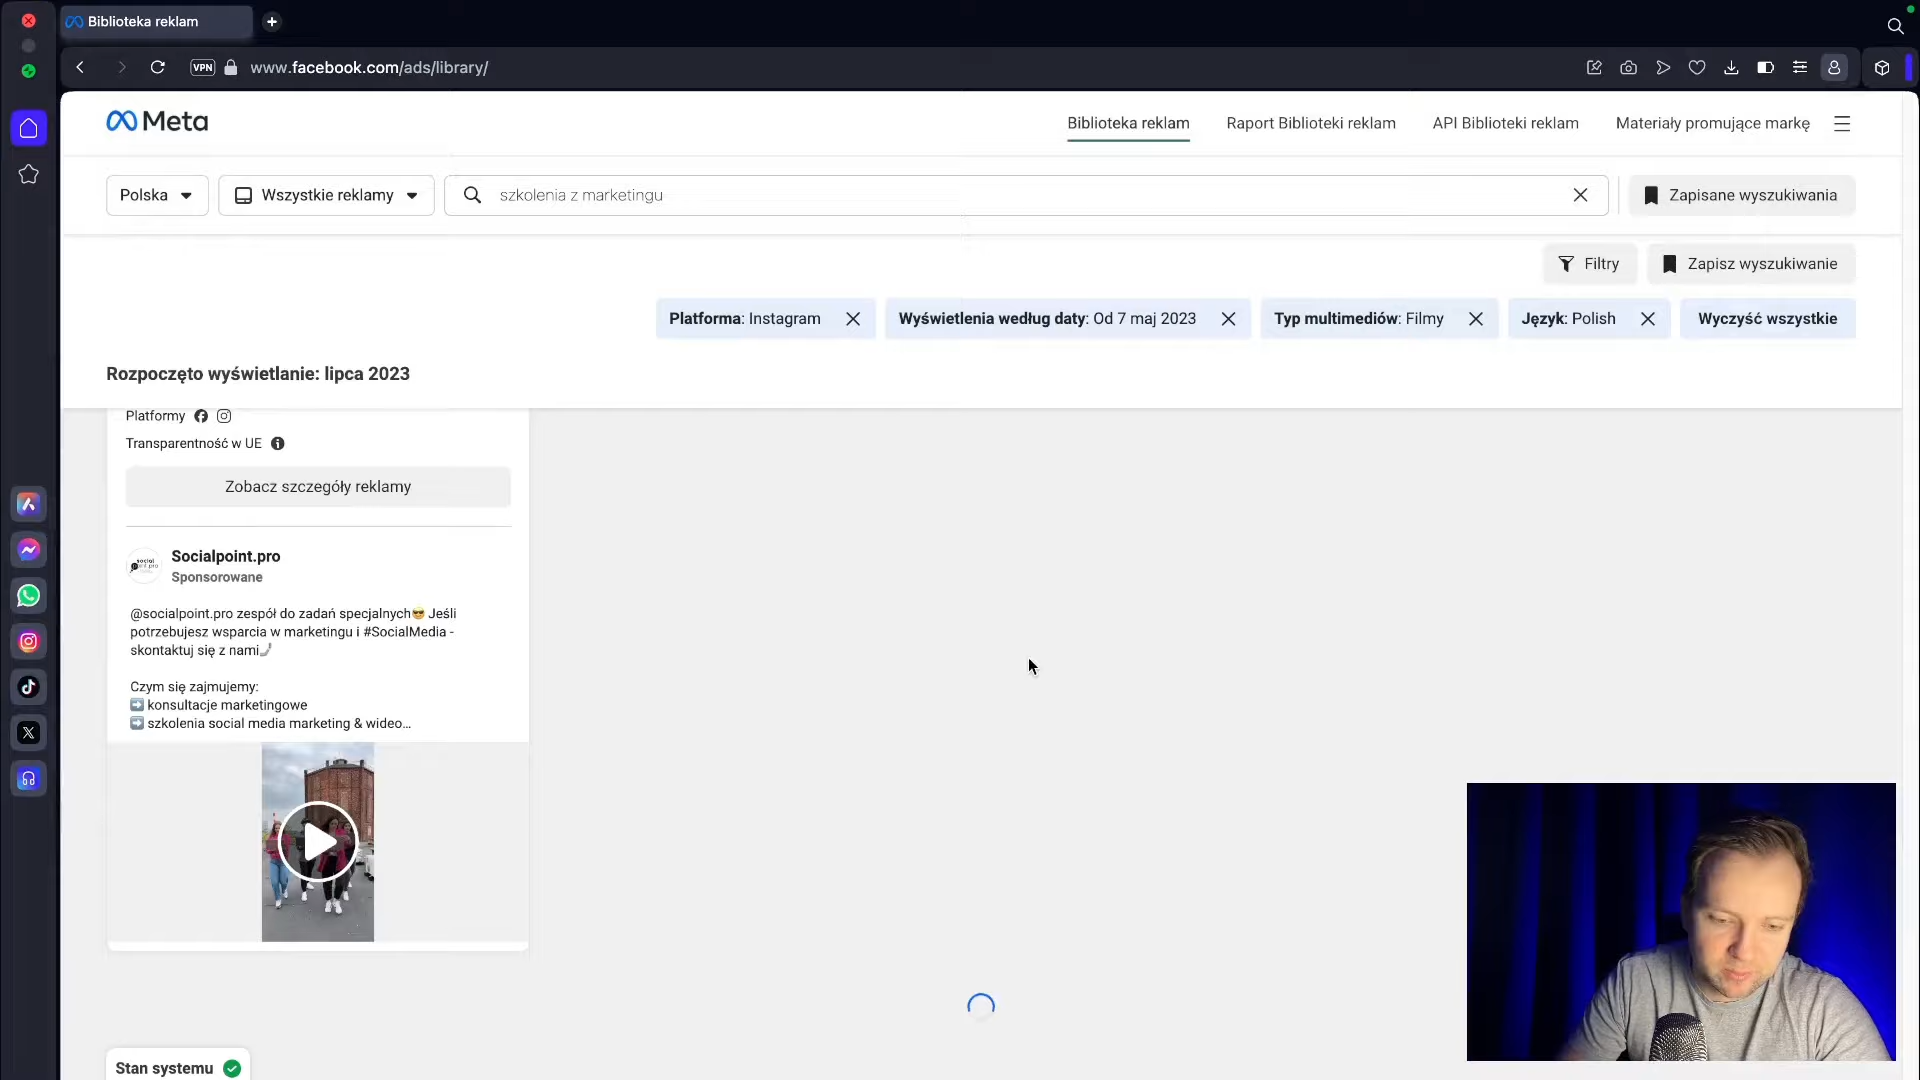 Biblioteka reklam
VPN
www.facebook.com/ads/library/
Meta
Biblioteka reklam
Raport Biblioteki reklam
API Biblioteki reklam
Materiały promujące markę
Polska
Wszystkie reklamy
szkolenia z marketingu
Zapisane wyszukiwania
Filtry
Zapisz wyszukiwanie
Platforma: Instagram
Wyświetlenia według daty: Od 7 maj 2023
Typ multimediów: Filmy
Język: Polish
Wyczyść wszystkie
Rozpoczęto wyświetlanie: lipca 2023
Platformy
Transparentność w UE
Zobacz szczegóły reklamy
Socialpoint.pro
Sponsorowane
@socialpoint.pro zespół do zadań specjalnych😎 Jeśli
potrzebujesz wsparcia w marketingu i #SocialMedia -
skontaktuj się z nami🤳
Czym się zajmujemy:
➡️ konsultacje marketingowe
➡️ szkolenia social media marketing & wideo...
Stan systemu